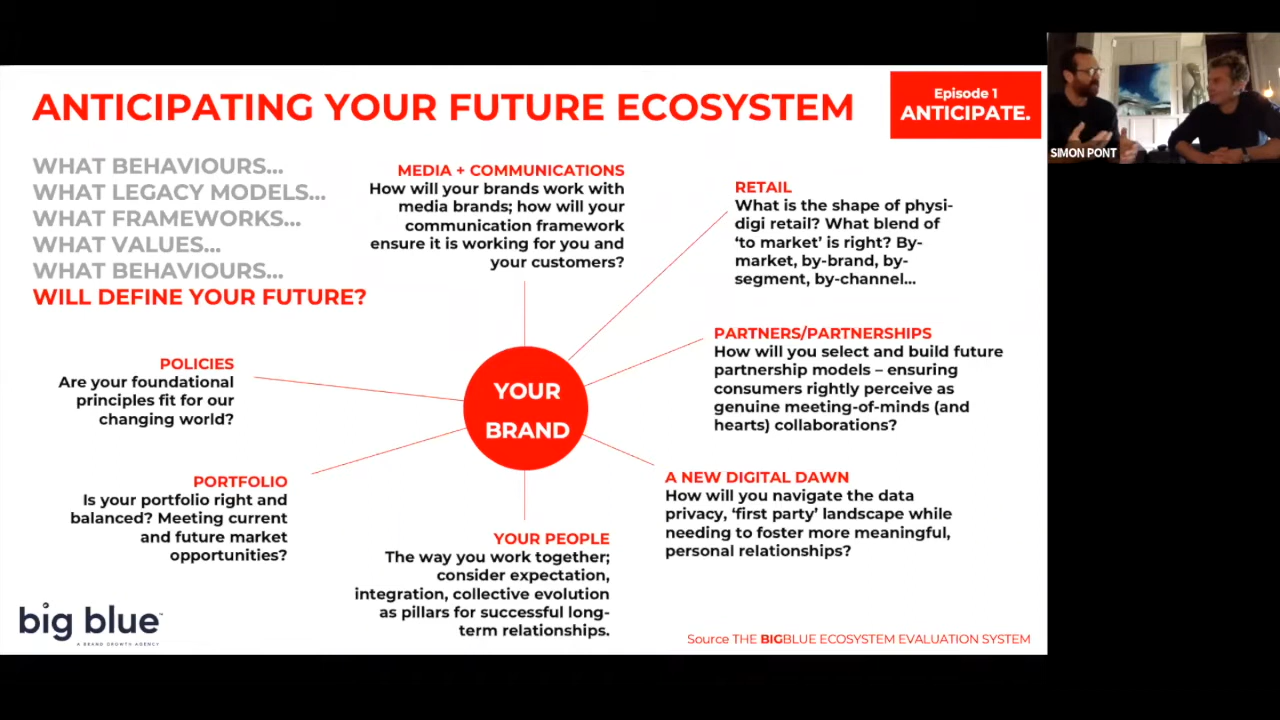 ANTICIPATING YOUR FUTURE ECOSYSTEM
Episode 1
ANTICIPATE.
SIMON PONT
WHAT BEHAVIOURS...
WHAT LEGACY MODELS...
WHAT FRAMEWORKS...
WHAT VALUES...
WHAT BEHAVIOURS...
WILL DEFINE YOUR FUTURE?
MEDIA + COMMUNICATIONS
How will your brands work with
media brands; how will your
communication framework
ensure it is working for you and
your customers?
RETAIL
What is the shape of physi-
digi retail? What blend of
‘to market’ is right? By-
market, by-brand, by-
segment, by-channel...
PARTNERS/PARTNERSHIPS
How will you select and build future
partnership models – ensuring
consumers rightly perceive as
genuine meeting-of-minds (and
hearts) collaborations?
POLICIES
Are your foundational
principles fit for our
changing world?
YOUR
BRAND
PORTFOLIO
Is your portfolio right and
balanced? Meeting current
and future market
opportunities?
A NEW DIGITAL DAWN
How will you navigate the data
privacy, ‘first party’ landscape while
needing to foster more meaningful,
personal relationships?
YOUR PEOPLE
The way you work together;
consider expectation,
integration, collective evolution
as pillars for successful long-
term relationships.
big blue™
A BRAND GROWTH AGENCY
Source THE BIGBLUE ECOSYSTEM EVALUATION SYSTEM